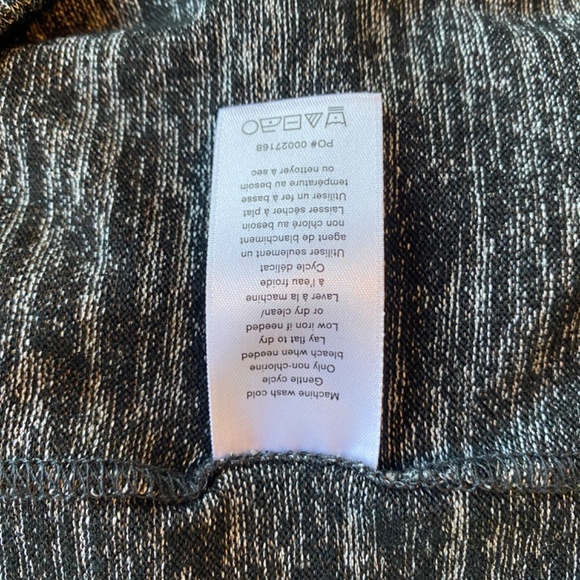 Machine wash cold
Gentle cycle
Only non-chlorine
bleach when needed
Lay flat to dry
Low iron if needed
or dry clean/
Laver à la machine
à l'eau froide
Cycle délicat
Utiliser seulement un
agent de blanchiment
non chloré au besoin
Laisser sécher à plat
Utiliser un fer à basse
température au besoin
ou nettoyer à sec
PO# 00027168